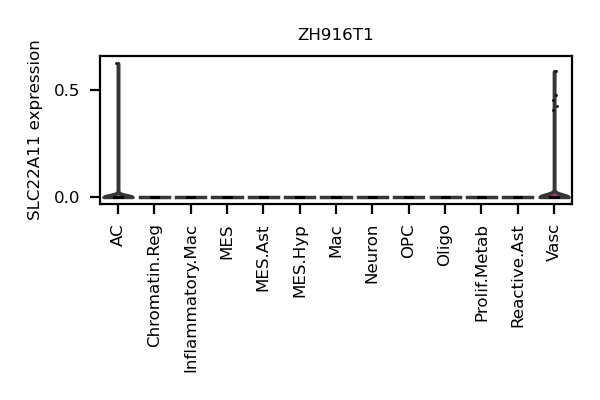 ZH916T1
SLC22A11 expression
0.5
0.0
AC
Chromatin.Reg
Inflammatory.Mac
MES
MES.Ast
MES.Hyp
Mac
Neuron
OPC
Oligo
Prolif.Metab
Reactive.Ast
Vasc